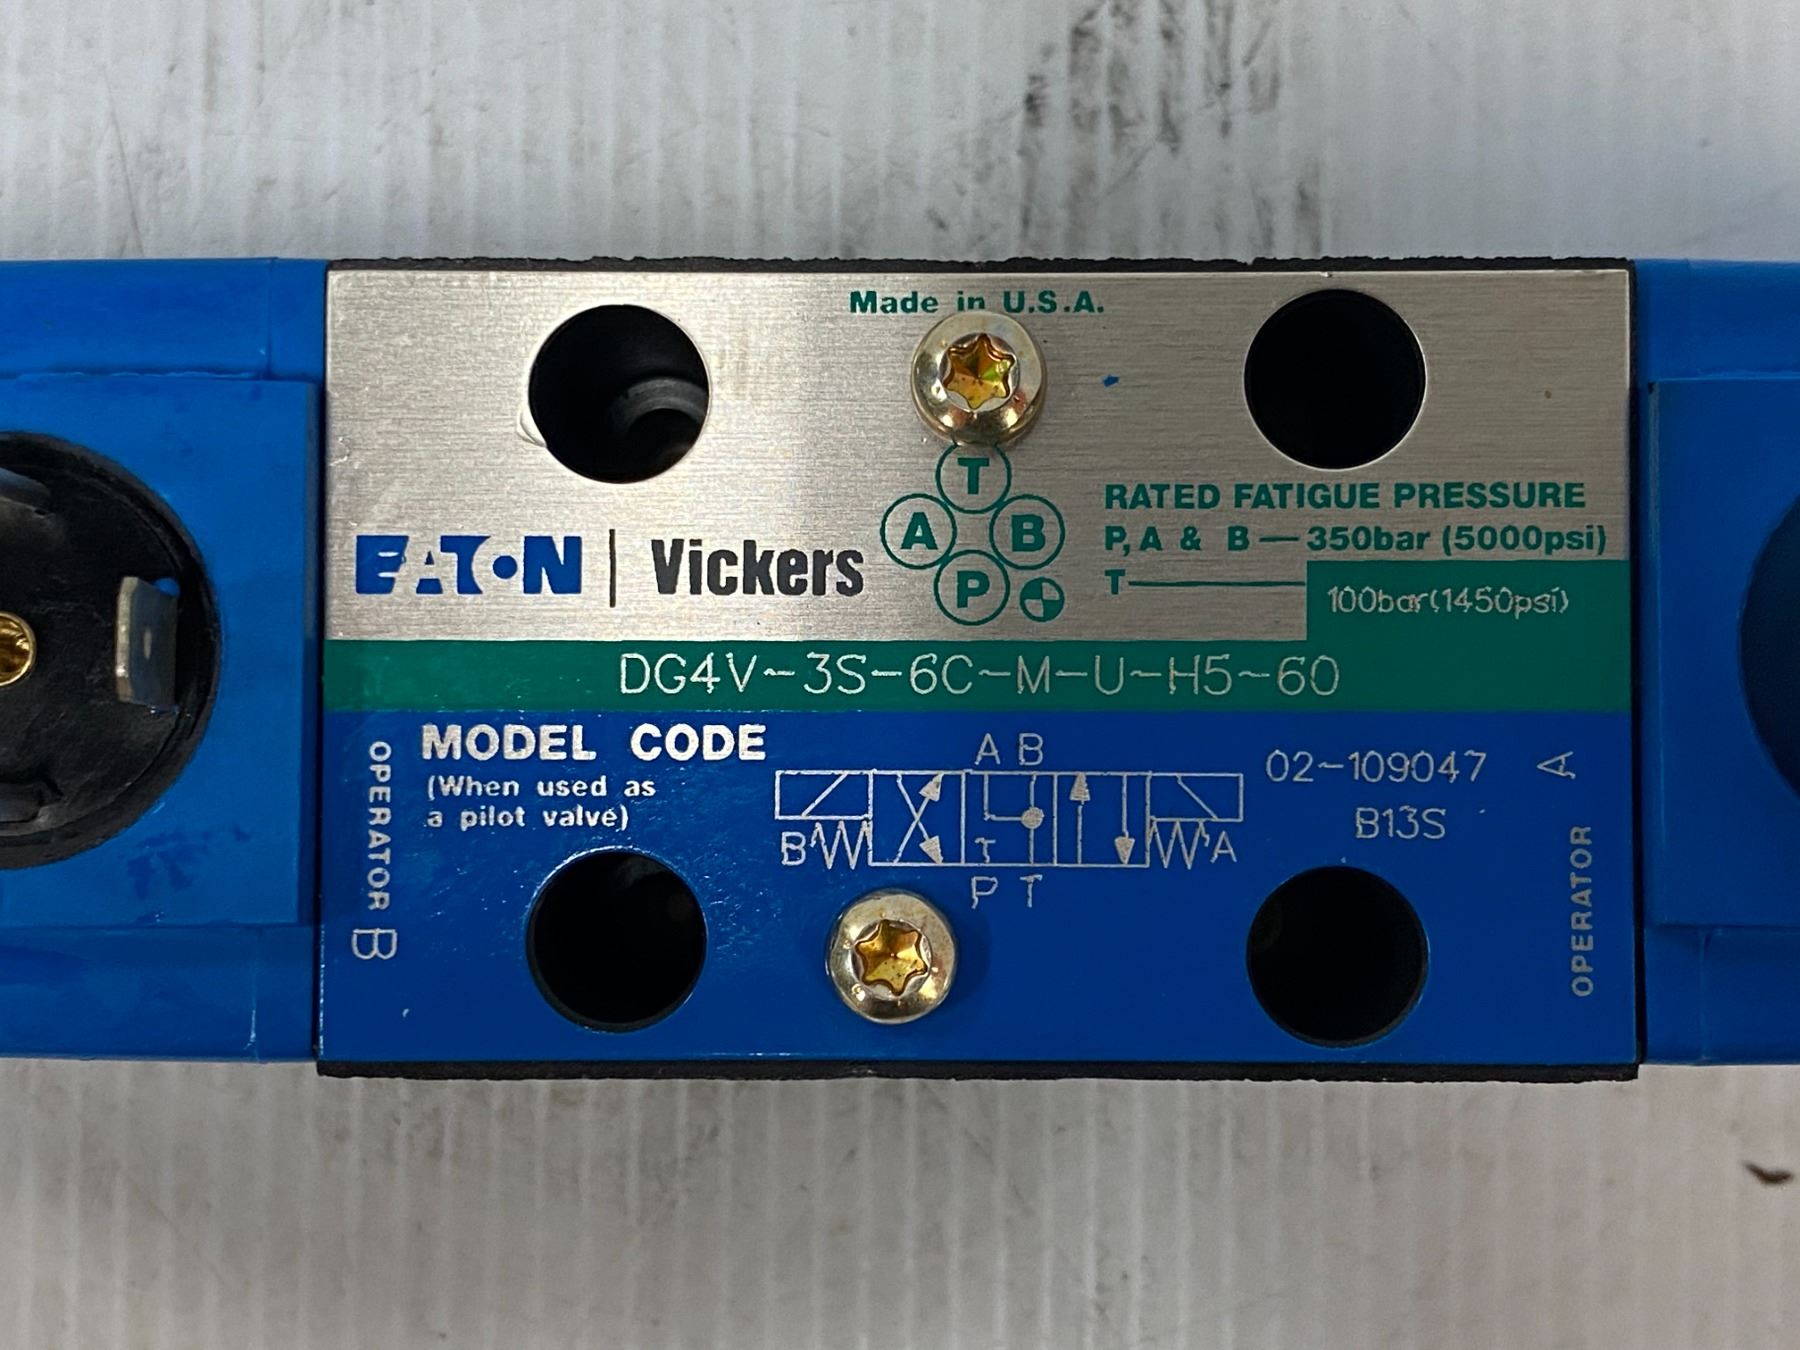 Made in U.S.A.
T
A B
P
RATED FATIGUE PRESSURE
P, A & B — 350bar (5000psi)
T — 100bar(1450psi)
EATON | Vickers
DG4V-3S-6C-M-U-H5-60
MODEL CODE
(When used as
a pilot valve)
OPERATOR B
A B
B A
T
P T
02-109047
B13S
OPERATOR A